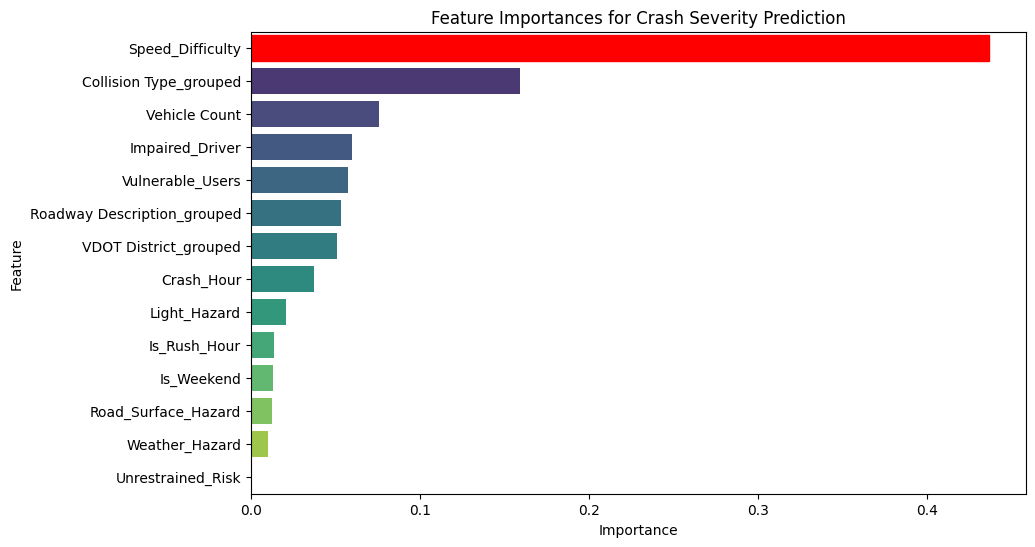 Feature Importances for Crash Severity Prediction
Speed_Difficulty
Collision Type_grouped
Vehicle Count
Impaired_Driver
Vulnerable_Users
Roadway Description_grouped
VDOT District_grouped
Crash_Hour
Light_Hazard
Is_Rush_Hour
Is_Weekend
Road_Surface_Hazard
Weather_Hazard
Unrestrained_Risk
Feature
0.0 0.1 0.2 0.3 0.4
Importance